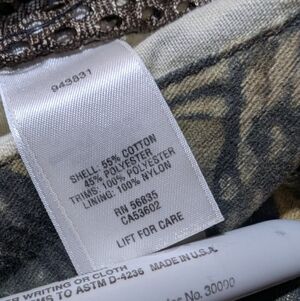 943831
SHELL: 55% COTTON
45% POLYESTER
TRIMS: 100% POLYESTER
LINING: 100% NYLON
RN 56835
CA53602
LIFT FOR CARE
WRITING OR CLOTH MADE IN U.S.A.
MS TO ASTM D-4236
No. 30000